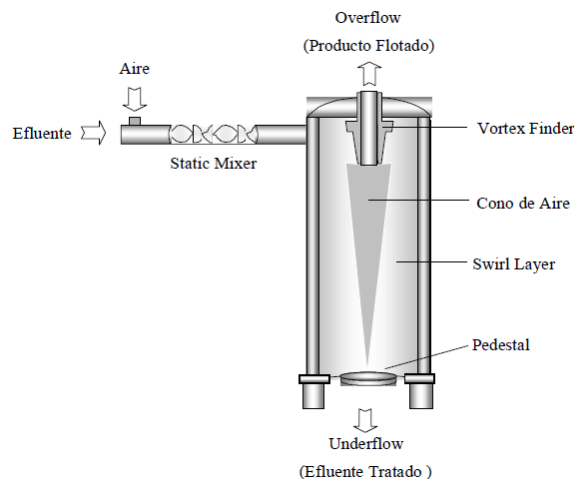 Overflow
(Producto Flotado)
Aire
Efluente
Vortex Finder
Static Mixer
Cono de Aire
Swirl Layer
Pedestal
Underflow
(Efluente Tratado )